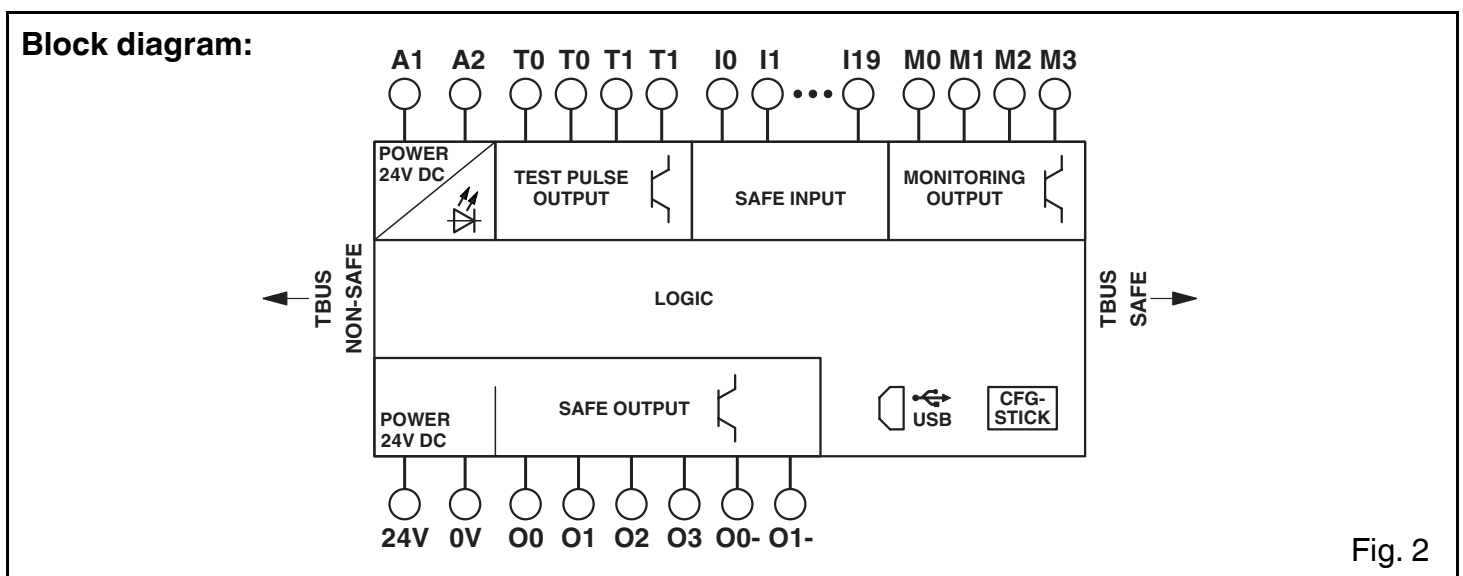 Block diagram:
A1 A2 T0 T0 T1 T1 I0 I1 ••• I19 M0 M1 M2 M3
POWER
24V DC
TEST PULSE
OUTPUT
SAFE INPUT
MONITORING
OUTPUT
TBUS
NON-SAFE
LOGIC
TBUS
SAFE
POWER
24V DC
SAFE OUTPUT
USB
CFG-
STICK
24V 0V O0 O1 O2 O3 O0- O1-
Fig. 2